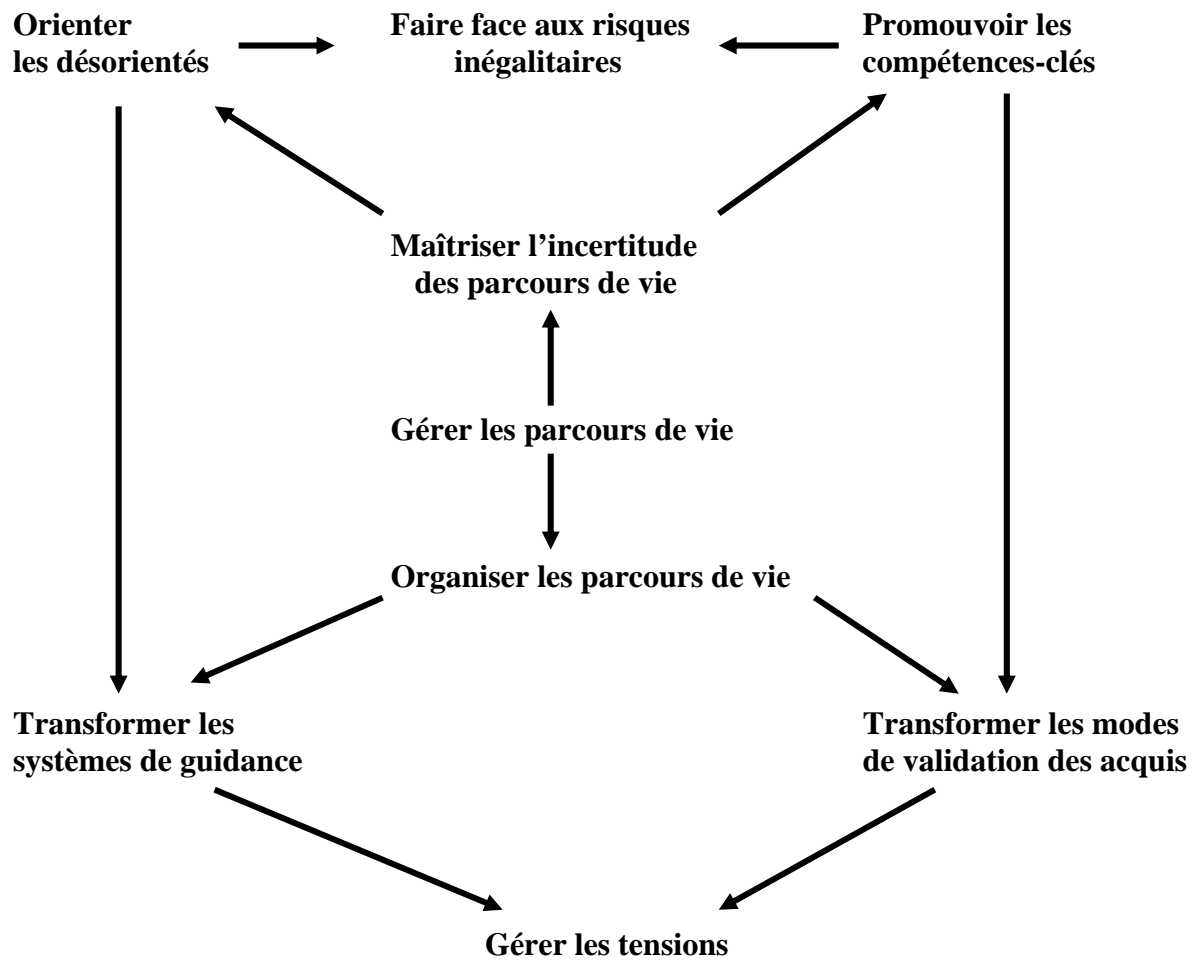 Orienter
les désorientés
Faire face aux risques
inégalitaires
Promouvoir les
compétences-clés
Maîtriser l’incertitude
des parcours de vie
Gérer les parcours de vie
Organiser les parcours de vie
Transformer les
systèmes de guidance
Transformer les modes
de validation des acquis
Gérer les tensions